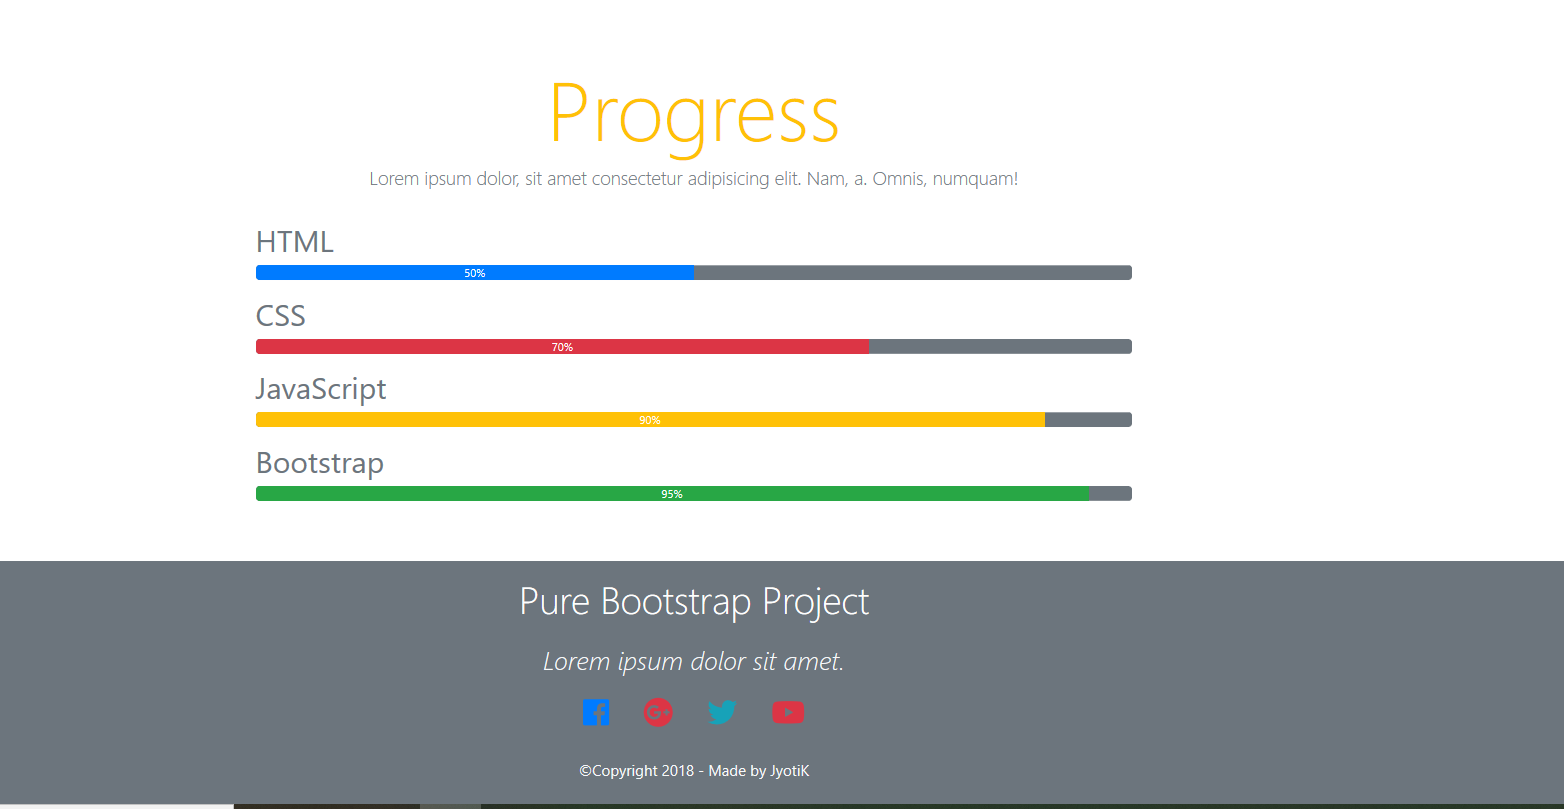 Progress
Lorem ipsum dolor, sit amet consectetur adipisicing elit. Nam, a. Omnis, numquam!
HTML
50%
CSS
70%
JavaScript
90%
Bootstrap
95%
Pure Bootstrap Project
Lorem ipsum dolor sit amet.
©Copyright 2018 - Made by JyotiK